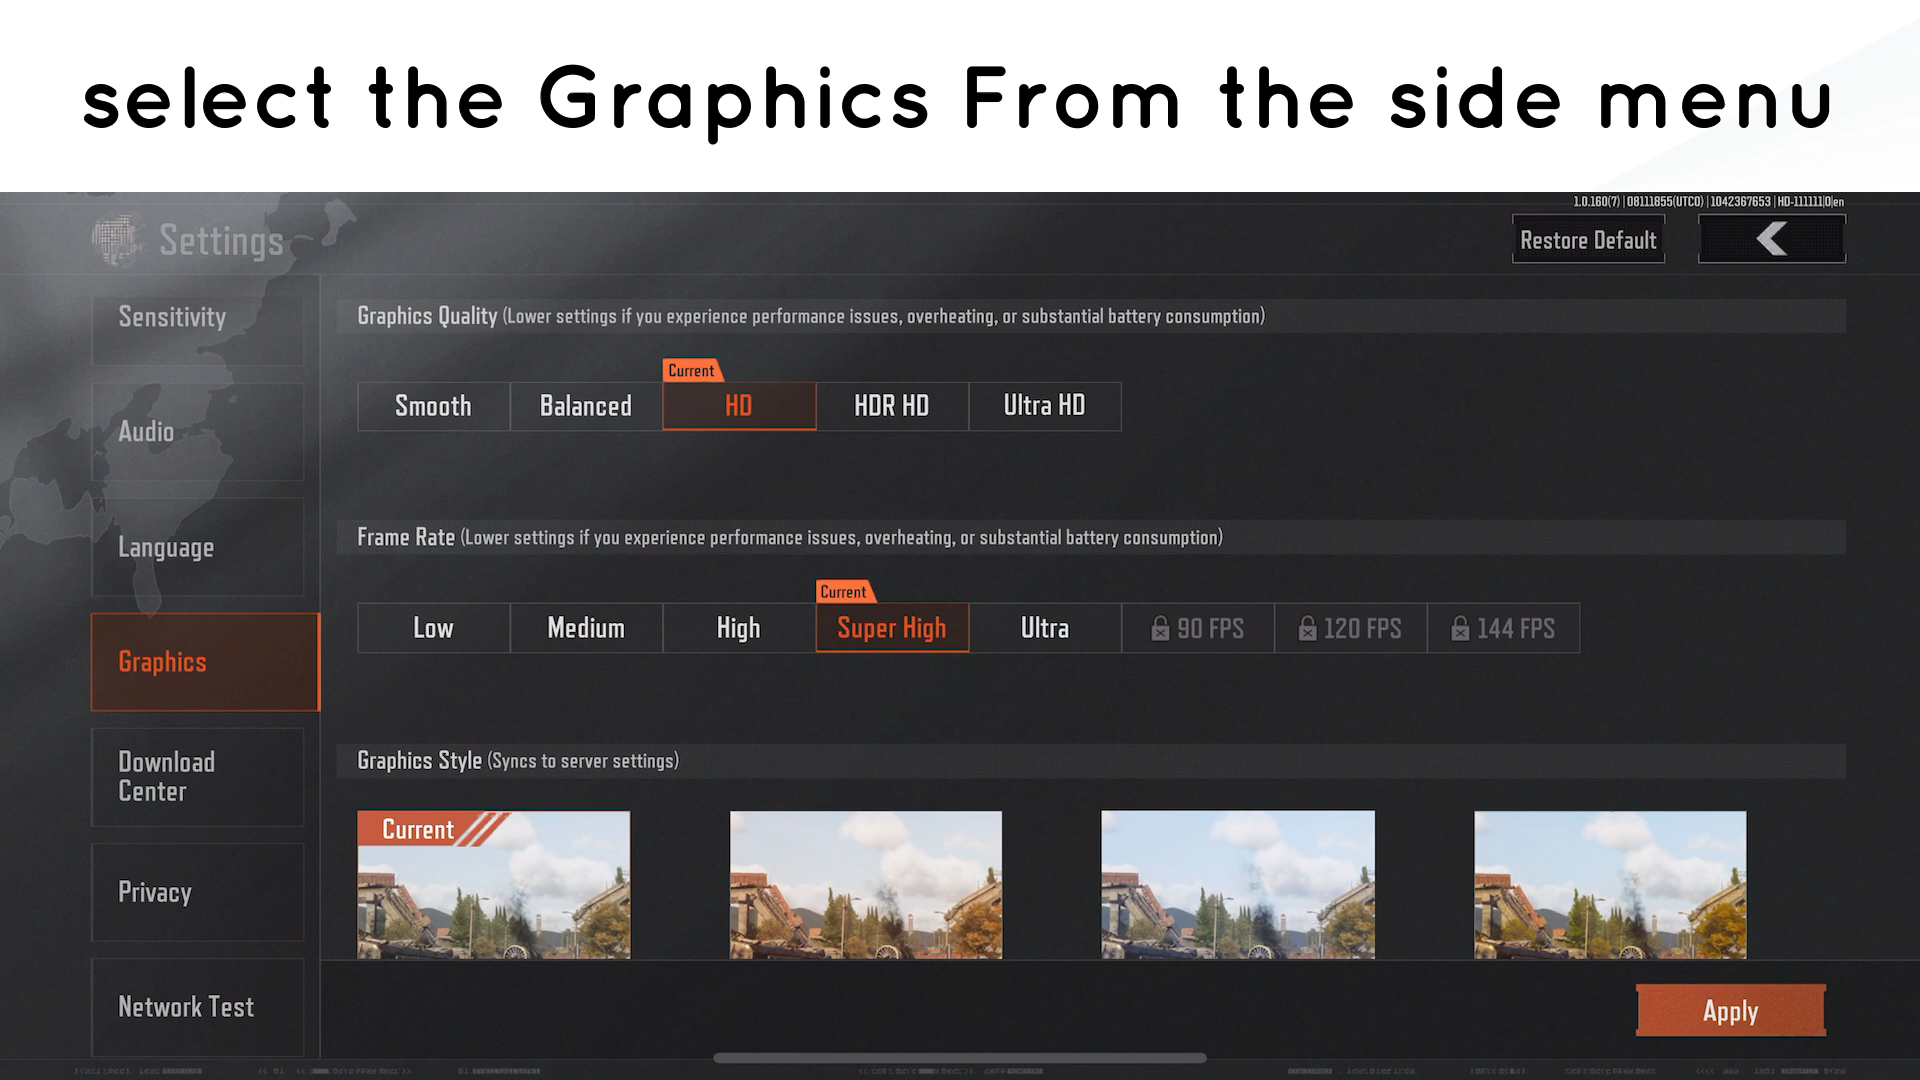 select the Graphics From the side menu
1.0.160(7) | 08111855(UTC0) | 1042367653 | HD-111111|0|en
Settings
Restore Default
Sensitivity
Graphics Quality (Lower settings if you experience performance issues, overheating, or substantial battery consumption)
Current
Smooth Balanced HD HDR HD Ultra HD
Audio
Language
Frame Rate (Lower settings if you experience performance issues, overheating, or substantial battery consumption)
Current
Low Medium High Super High Ultra 90 FPS 120 FPS 144 FPS
Graphics
Download
Center
Graphics Style (Syncs to server settings)
Current
Privacy
Network Test
Apply